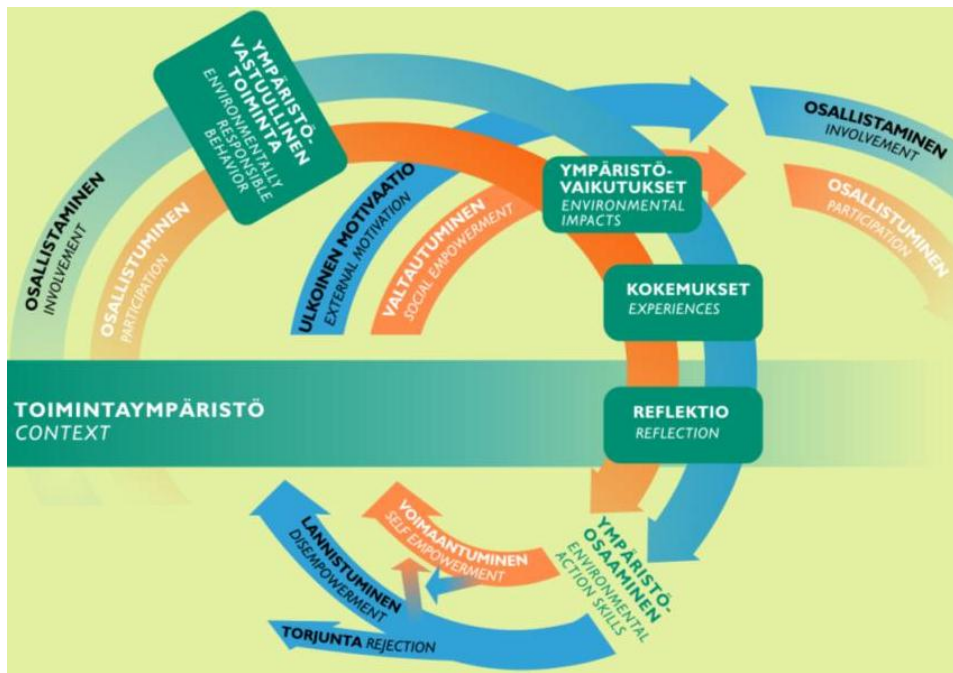 YMPÄRISTÖ-
VASTUULLINEN
TOIMINTA
ENVIRONMENTALLY
RESPONSIBLE
BEHAVIOR
OSALLISTAMINEN
INVOLVEMENT
OSALLISTUMINEN
PARTICIPATION
ULKOINEN MOTIVAATIO
EXTERNAL MOTIVATION
VALTAUTUMINEN
SOCIAL EMPOWERMENT
YMPÄRISTÖ-
VAIKUTUKSET
ENVIRONMENTAL
IMPACTS
OSALLISTAMINEN
INVOLVEMENT
OSALLISTUMINEN
PARTICIPATION
KOKEMUKSET
EXPERIENCES
TOIMINTAYMPÄRISTÖ
CONTEXT
REFLEKTIO
REFLECTION
LANNISTUMINEN
DISEMPOWERMENT
VOIMAANTUMINEN
SELF EMPOWERMENT
YMPÄRISTÖ-
OSAAMINEN
ENVIRONMENTAL
ACTION SKILLS
TORJUNTA REJECTION